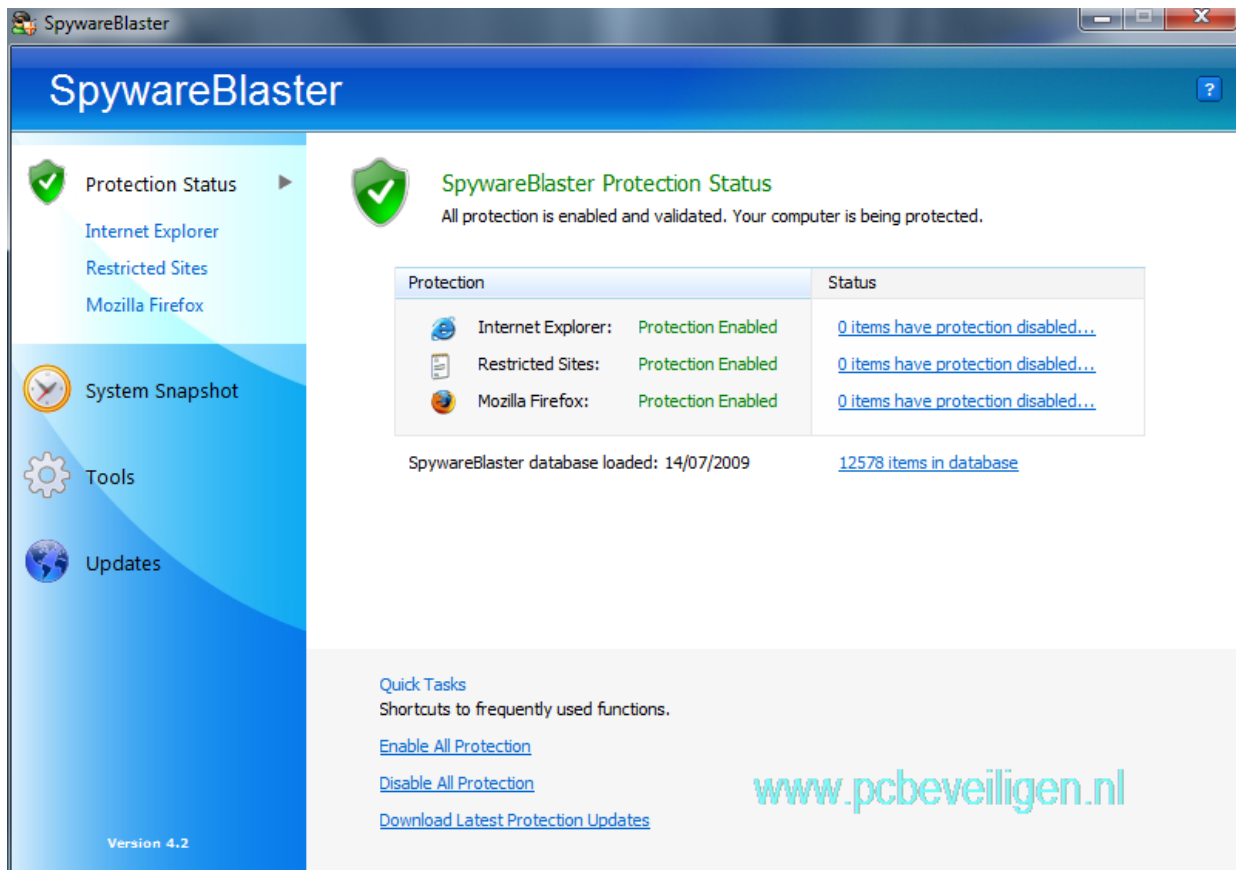 SpywareBlaster
SpywareBlaster
?
Protection Status
Internet Explorer
Restricted Sites
Mozilla Firefox
System Snapshot
Tools
Updates
Version 4.2
SpywareBlaster Protection Status
All protection is enabled and validated. Your computer is being protected.
Protection Status
Internet Explorer: Protection Enabled 0 items have protection disabled...
Restricted Sites: Protection Enabled 0 items have protection disabled...
Mozilla Firefox: Protection Enabled 0 items have protection disabled...
SpywareBlaster database loaded: 14/07/2009 12578 items in database
Quick Tasks
Shortcuts to frequently used functions.
Enable All Protection
Disable All Protection
Download Latest Protection Updates
www.pcbeveiligen.nl